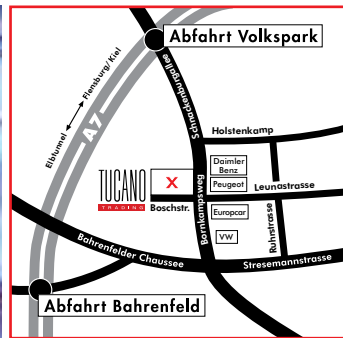 Abfahrt Volkspark
Elbtunnel
Flensburg/Kiel
A7
Schnackenburgallee
Holstenkamp
Daimler
Benz
Peugeot
Leunastrasse
TUCANO
TRADING
X
Boschstr.
Bornkampsweg
Europcar
VW
Ruhrstrasse
Bahrenfelder Chaussee
Stresemannstrasse
Abfahrt Bahrenfeld